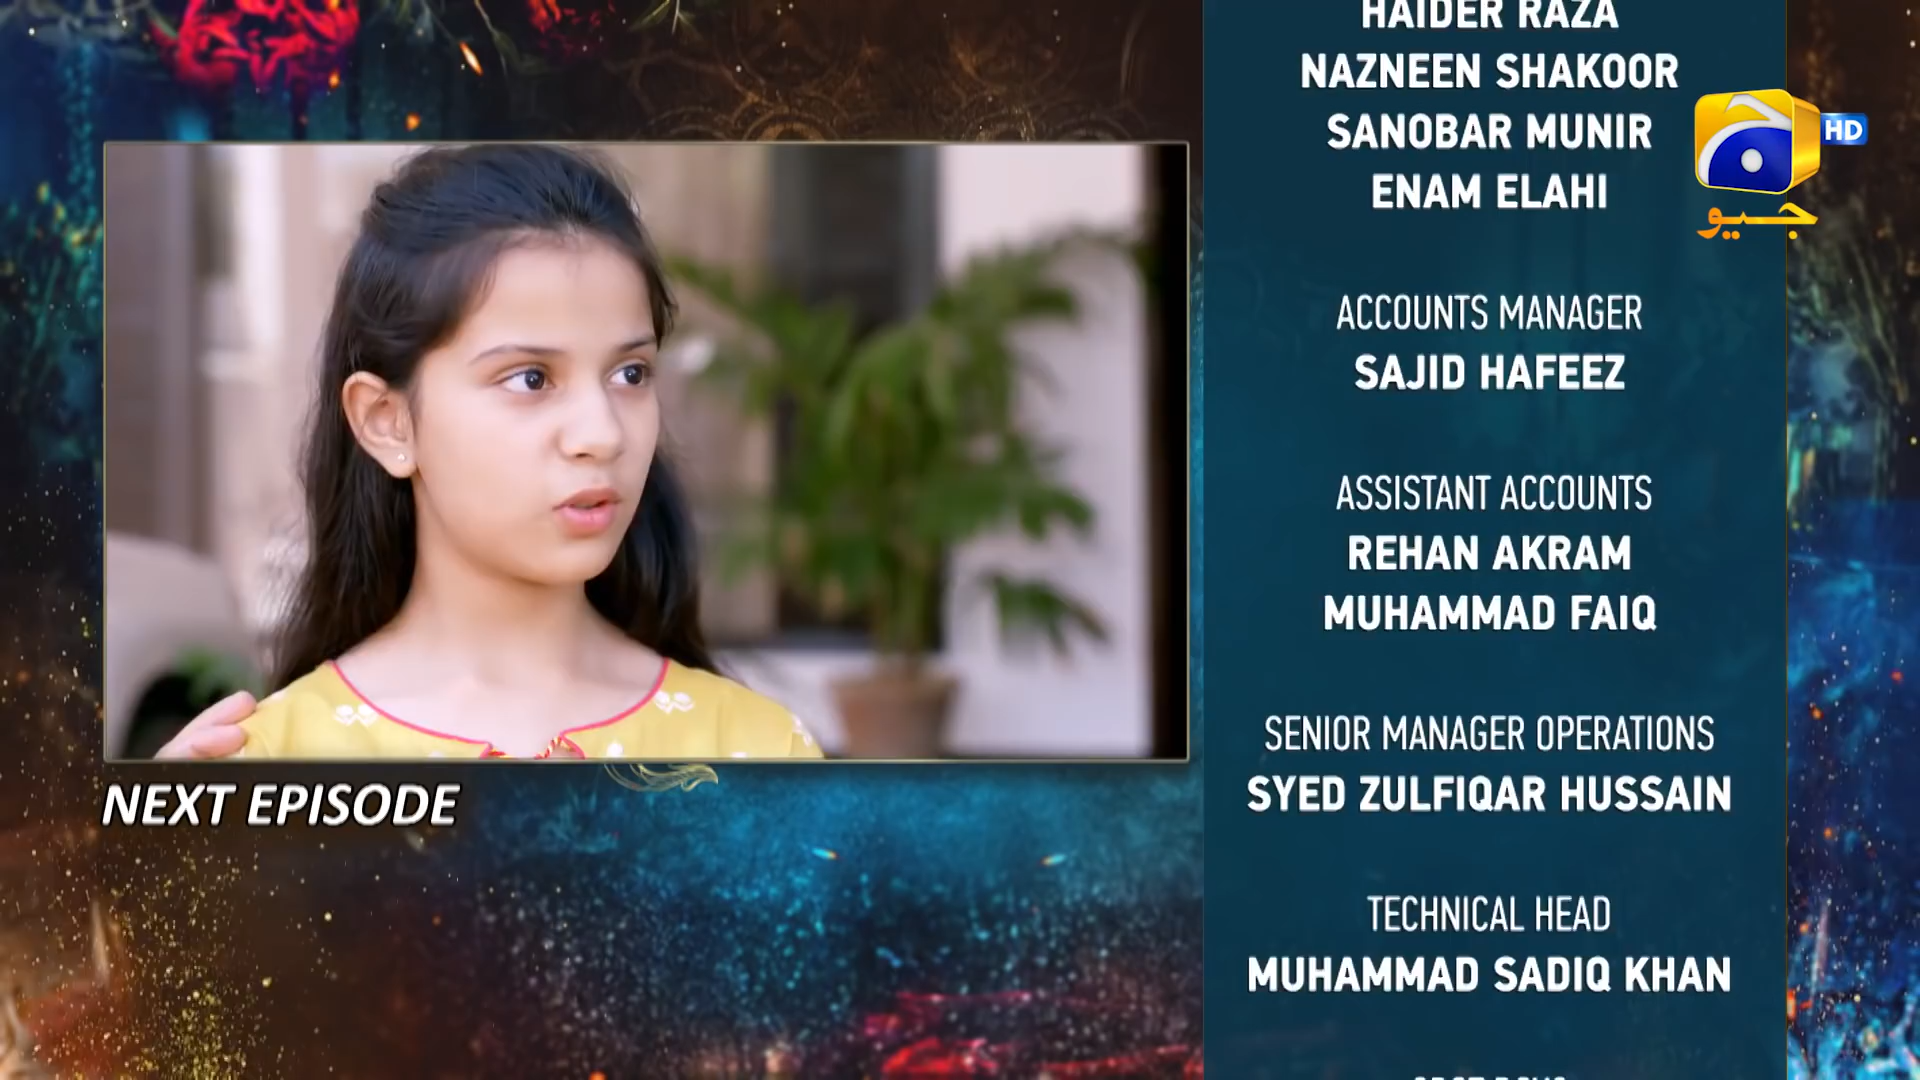 HAIDER RAZA
NAZNEEN SHAKOOR
SANOBAR MUNIR
ENAM ELAHI
HD
جیو
ACCOUNTS MANAGER
SAJID HAFEEZ
ASSISTANT ACCOUNTS
REHAN AKRAM
MUHAMMAD FAIQ
SENIOR MANAGER OPERATIONS
SYED ZULFIQAR HUSSAIN
NEXT EPISODE
TECHNICAL HEAD
MUHAMMAD SADIQ KHAN